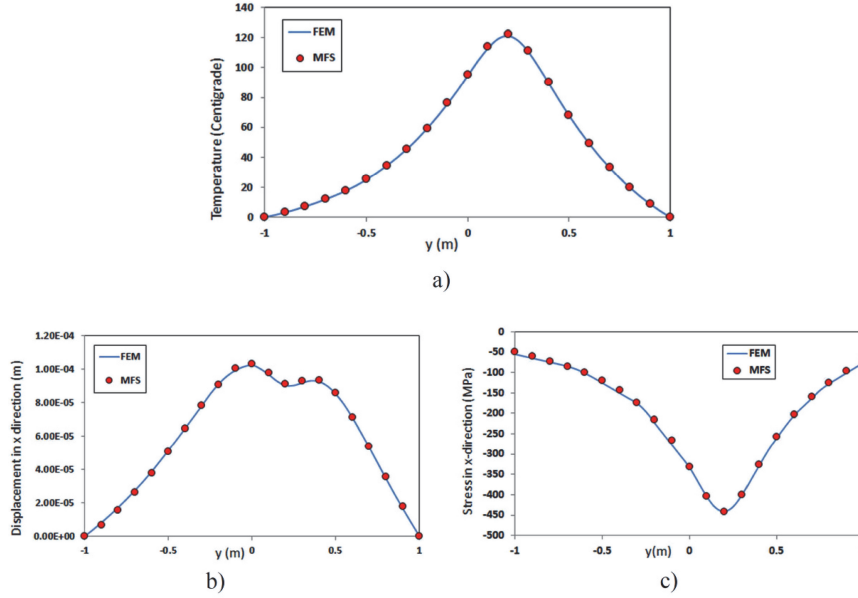 140
120
100
80
60
40
20
0
Temperature (Centigrade)
FEM
MFS
-1 -0.5 0 0.5 1
y (m)
a)
1.20E-04
1.00E-04
8.00E-05
6.00E-05
4.00E-05
2.00E-05
0.00E+00
Displacement in x direction (m)
FEM
MFS
-1 -0.5 0 0.5 1
y (m)
b)
0
-50
-100
-150
-200
-250
-300
-350
-400
-450
-500
Stress in x-direction (MPa)
FEM
MFS
-1 -0.5 0 0.5
y(m)
c)